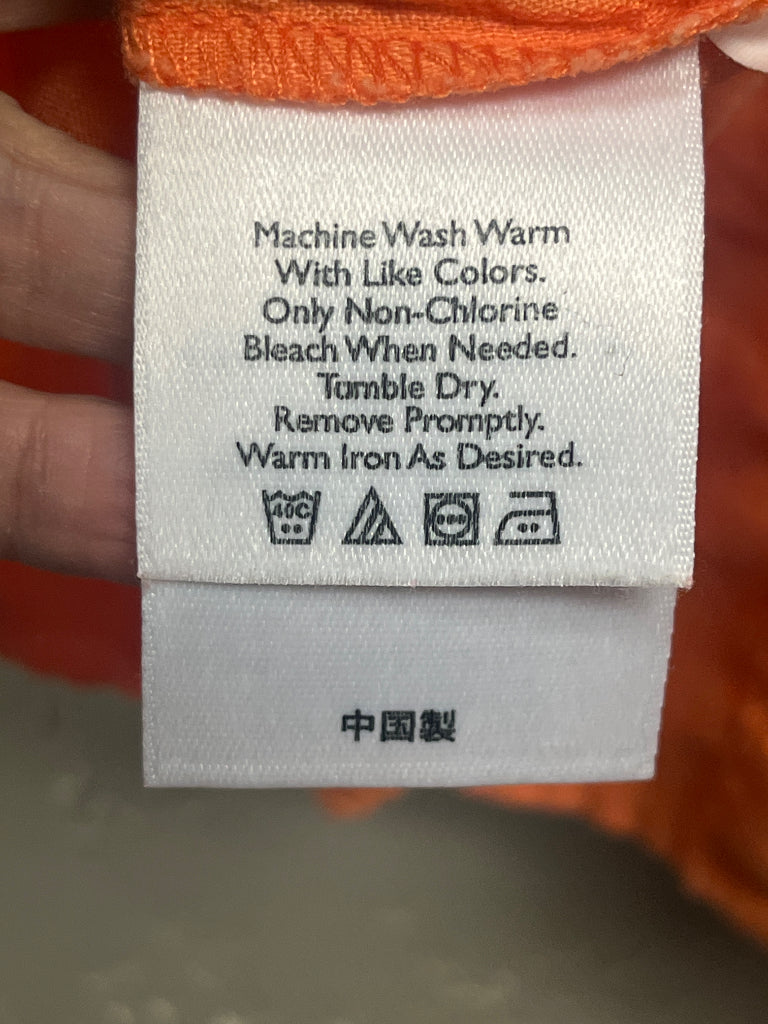 Machine Wash Warm
With Like Colors.
Only Non-Chlorine
Bleach When Needed.
Tumble Dry.
Remove Promptly.
Warm Iron As Desired.
40C
中国製